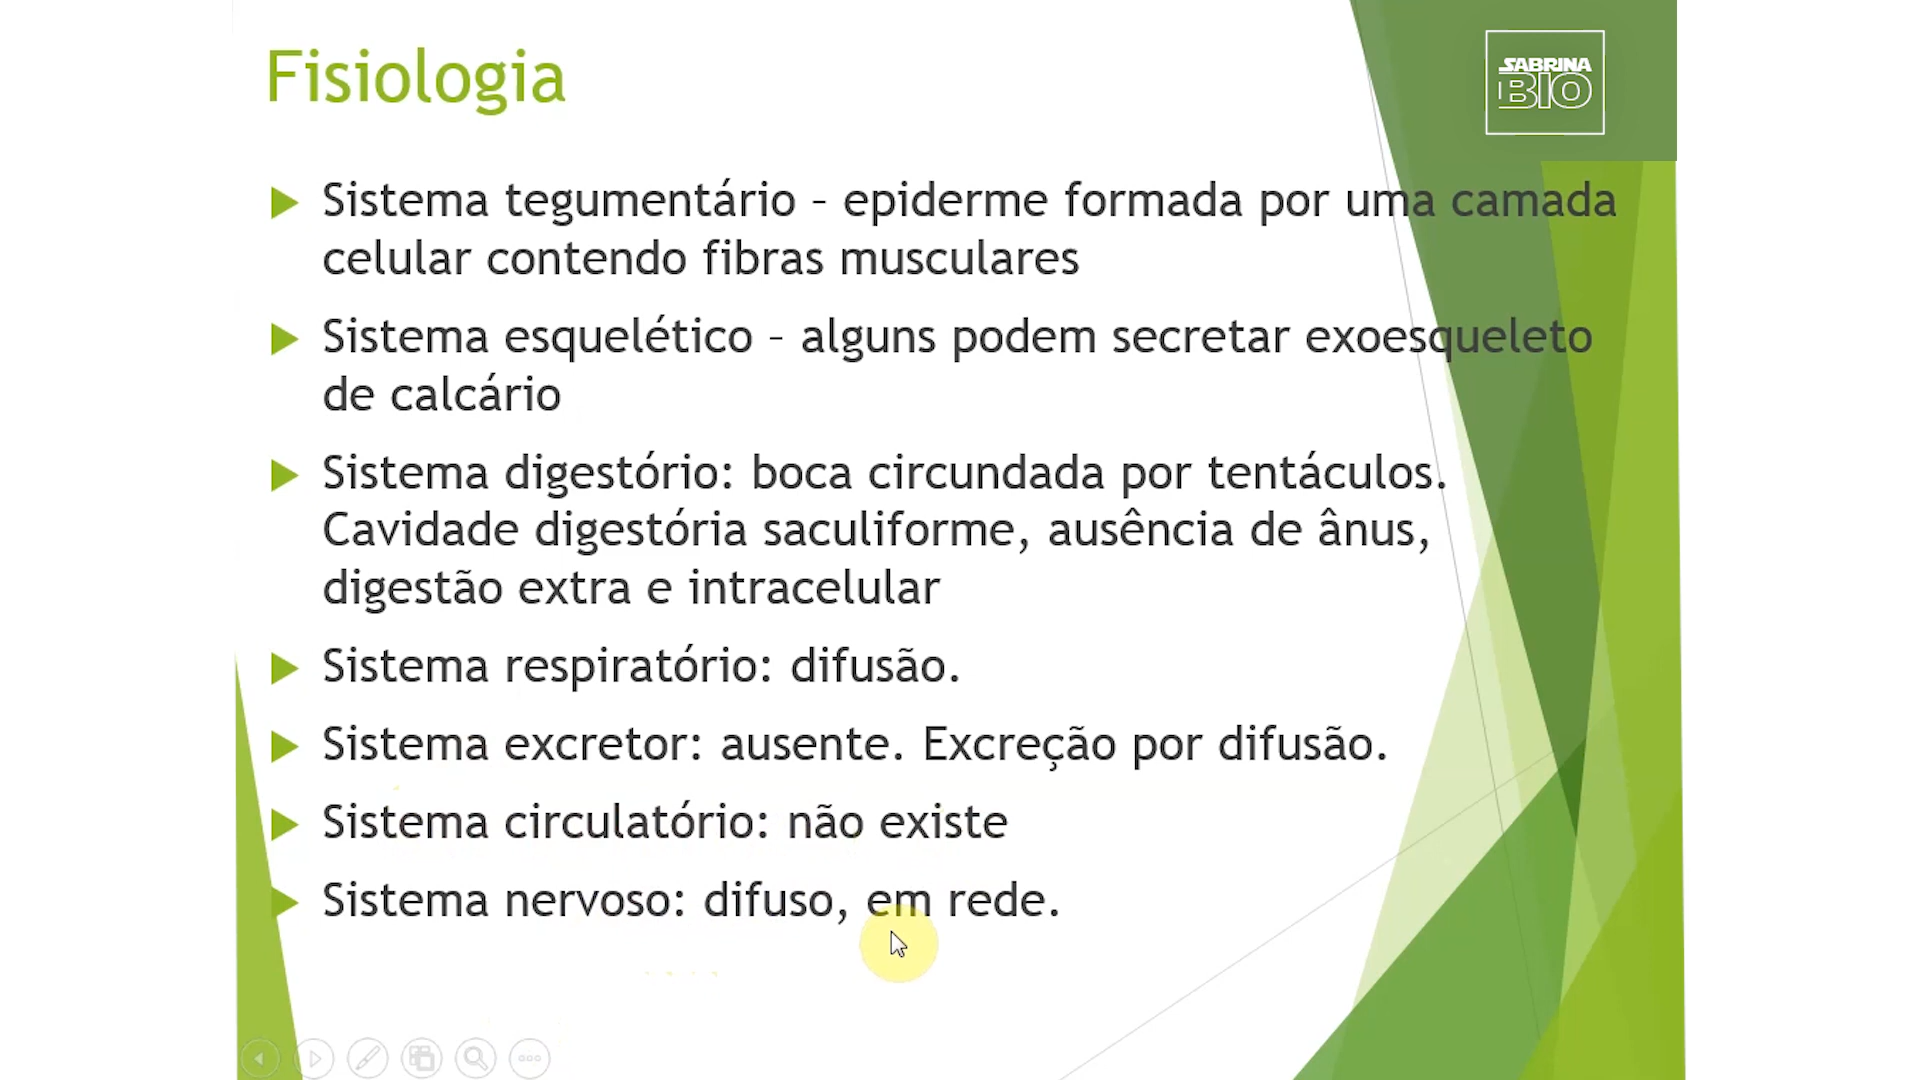 Fisiologia
SABRINA
BIO
Sistema tegumentário – epiderme formada por uma camada
celular contendo fibras musculares
Sistema esquelético – alguns podem secretar exoesqueleto
de calcário
Sistema digestório: boca circundada por tentáculos.
Cavidade digestória saculiforme, ausência de ânus,
digestão extra e intracelular
Sistema respiratório: difusão.
Sistema excretor: ausente. Excreção por difusão.
Sistema circulatório: não existe
Sistema nervoso: difuso, em rede.